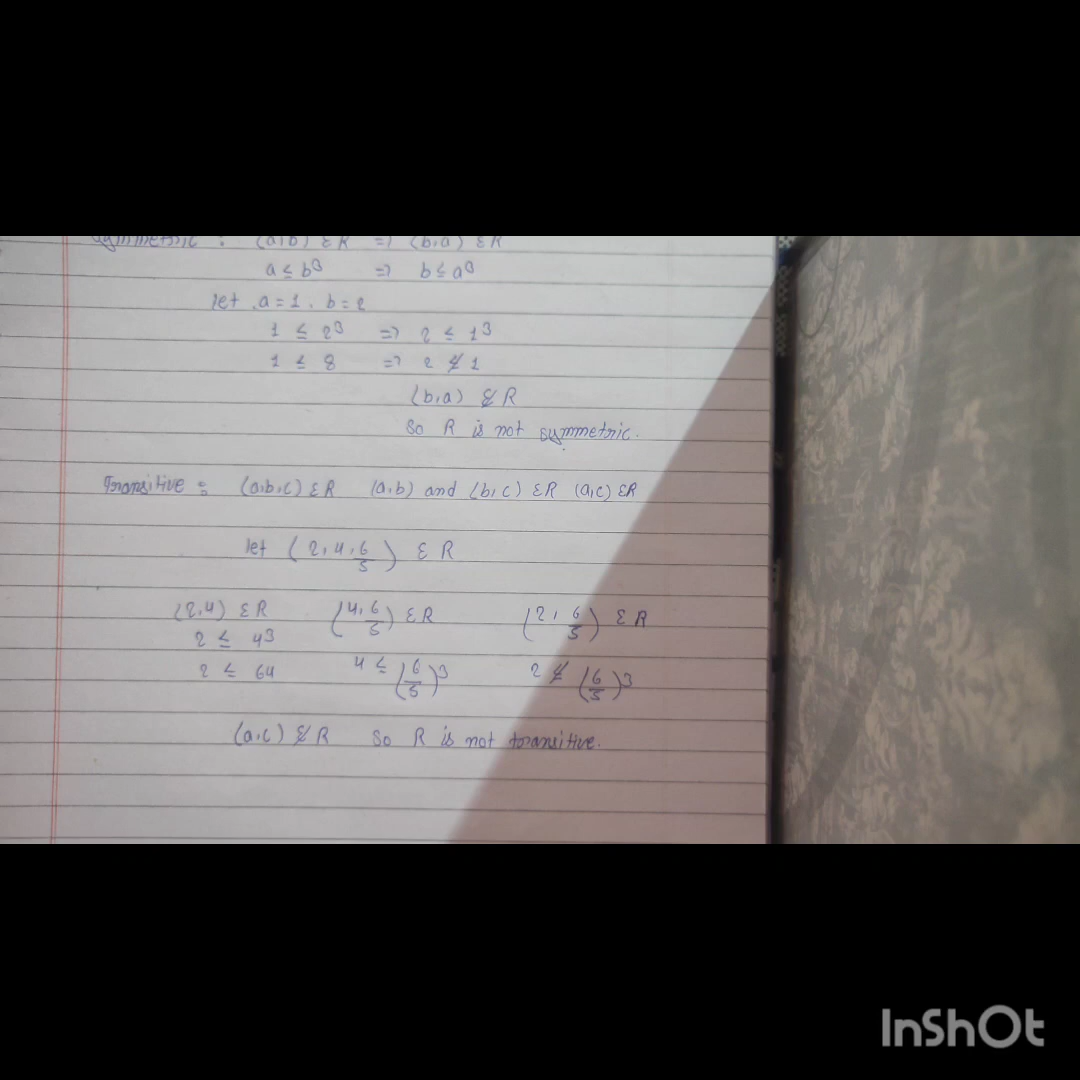 Symmetric : (a,b) ε R => (b,a) ε R
a ≤ b³ => b ≤ a³
let, a = 1, b = 2
1 ≤ 2³ => 2 ≤ 1³
1 ≤ 8 => 2 ≰ 1
(b,a) ∉ R
So R is not symmetric.
Transitive : (a,b,c) ε R (a,b) and (b,c) ε R (a,c) ε R
let (2, 4, 6/5) ε R
(2,4) ε R (4, 6/5) ε R (2, 6/5) ε R
2 ≤ 4³
2 ≤ 64 4 ≤ (6/5)³ 2 ≰ (6/5)³
(a,c) ∉ R So R is not transitive.
InShOt